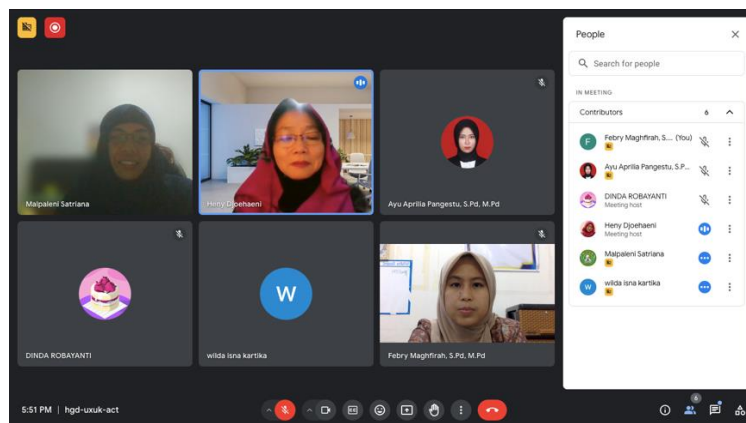 Malpaleni Satriana
Heny Djoehaeni
Ayu Aprilia Pangestu, S.Pd, M.Pd
DINDA ROBAYANTI
W
wilda isna kartika
Febry Maghfirah, S.Pd, M.Pd
5:51 PM | hgd-uxuk-act
People
Search for people
IN MEETING
Contributors 6
F
Febry Maghfirah, S.... (You)
Ayu Aprilia Pangestu, S.P...
DINDA ROBAYANTI
Meeting host
Heny Djoehaeni
Meeting host
Malpaleni Satriana
W
wilda isna kartika
6